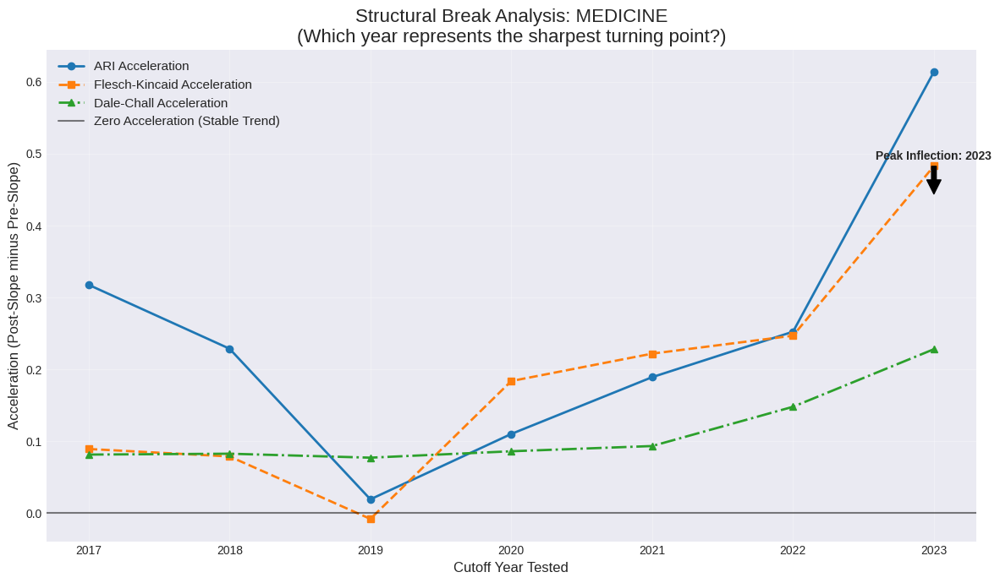 Structural Break Analysis: MEDICINE
(Which year represents the sharpest turning point?)
ARI Acceleration
Flesch-Kincaid Acceleration
Dale-Chall Acceleration
Zero Acceleration (Stable Trend)
Peak Inflection: 2023
Acceleration (Post-Slope minus Pre-Slope)
0.6
0.5
0.4
0.3
0.2
0.1
0.0
2017 2018 2019 2020 2021 2022 2023
Cutoff Year Tested